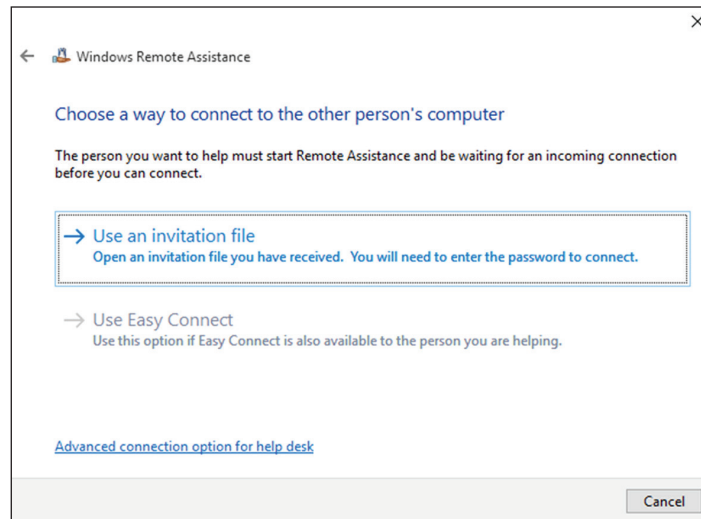 Windows Remote Assistance
Choose a way to connect to the other person's computer
The person you want to help must start Remote Assistance and be waiting for an incoming connection
before you can connect.
Use an invitation file
Open an invitation file you have received. You will need to enter the password to connect.
Use Easy Connect
Use this option if Easy Connect is also available to the person you are helping.
Advanced connection option for help desk
Cancel